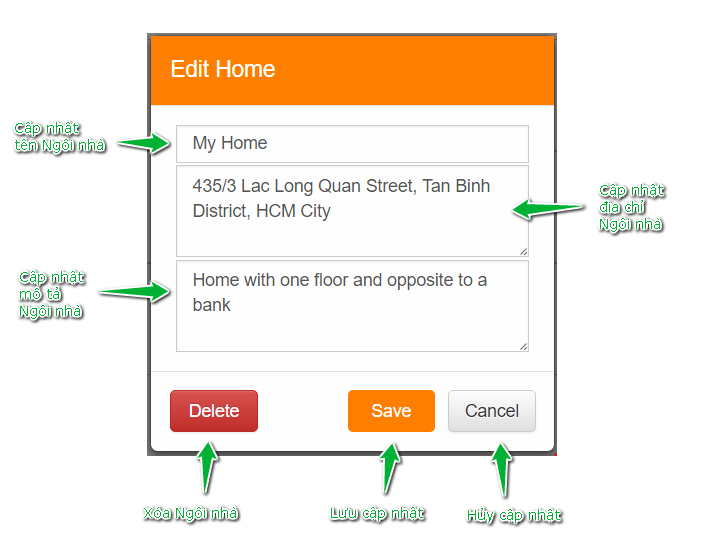 Edit Home
Cập nhật
tên Ngôi nhà
My Home
435/3 Lac Long Quan Street, Tan Binh
District, HCM City
Cập nhật
địa chỉ
Ngôi nhà
Home with one floor and opposite to a
bank
Cập nhật
mô tả
Ngôi nhà
Delete
Save
Cancel
Xóa Ngôi nhà
Lưu cập nhật
Hủy cập nhật